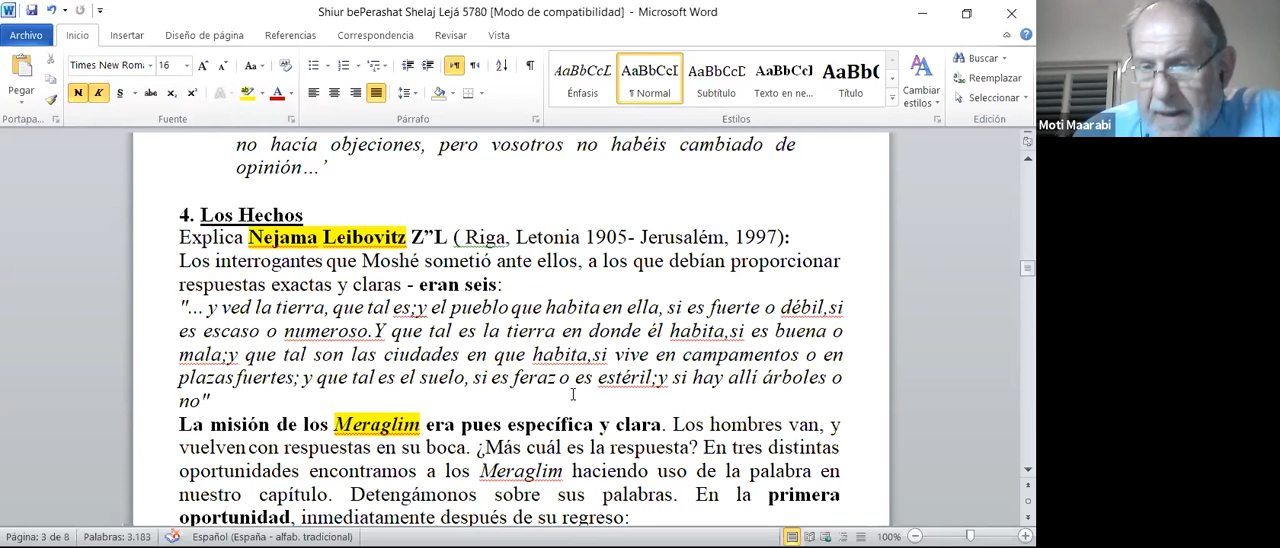 Shiur bePerashat Shelaj Lejá 5780 [Modo de compatibilidad] - Microsoft Word
Archivo Inicio Insertar Diseño de página Referencias Correspondencia Revisar Vista
Times New Roma 16
Pegar
AaBbCcL AaBbCcI AaBbCcD AaBbCcI AaBb(
Énfasis ¶ Normal Subtítulo Texto en ne... Título
Cambiar estilos
Buscar
Reemplazar
Seleccionar
Portapa... Fuente Párrafo Estilos Edición
Moti Maarabi
no hacía objeciones, pero vosotros no habéis cambiado de
opinión…’
4. Los Hechos
Explica Nejama Leibovitz Z”L ( Riga, Letonia 1905- Jerusalém, 1997):
Los interrogantes que Moshé sometió ante ellos, a los que debían proporcionar
respuestas exactas y claras - eran seis:
"... y ved la tierra, que tal es;y el pueblo que habita en ella, si es fuerte o débil,si
es escaso o numeroso.Y que tal es la tierra en donde él habita,si es buena o
mala;y que tal son las ciudades en que habita,si vive en campamentos o en
plazas fuertes; y que tal es el suelo, si es feraz o es estéril;y si hay allí árboles o
no"
La misión de los Meraglim era pues específica y clara. Los hombres van, y
vuelven con respuestas en su boca. ¿Más cuál es la respuesta? En tres distintas
oportunidades encontramos a los Meraglim haciendo uso de la palabra en
nuestro capítulo. Detengámonos sobre sus palabras. En la primera
oportunidad, inmediatamente después de su regreso:
Página: 3 de 8 Palabras: 3.183 Español (España - alfab. tradicional) 100%